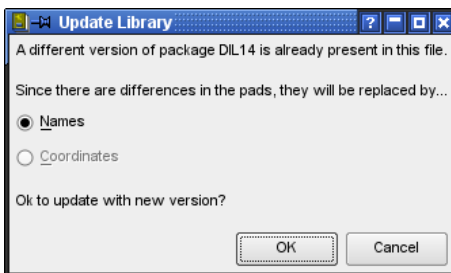 Update Library
A different version of package DIL14 is already present in this file.
Since there are differences in the pads, they will be replaced by...
Names
Coordinates
Ok to update with new version?
OK Cancel